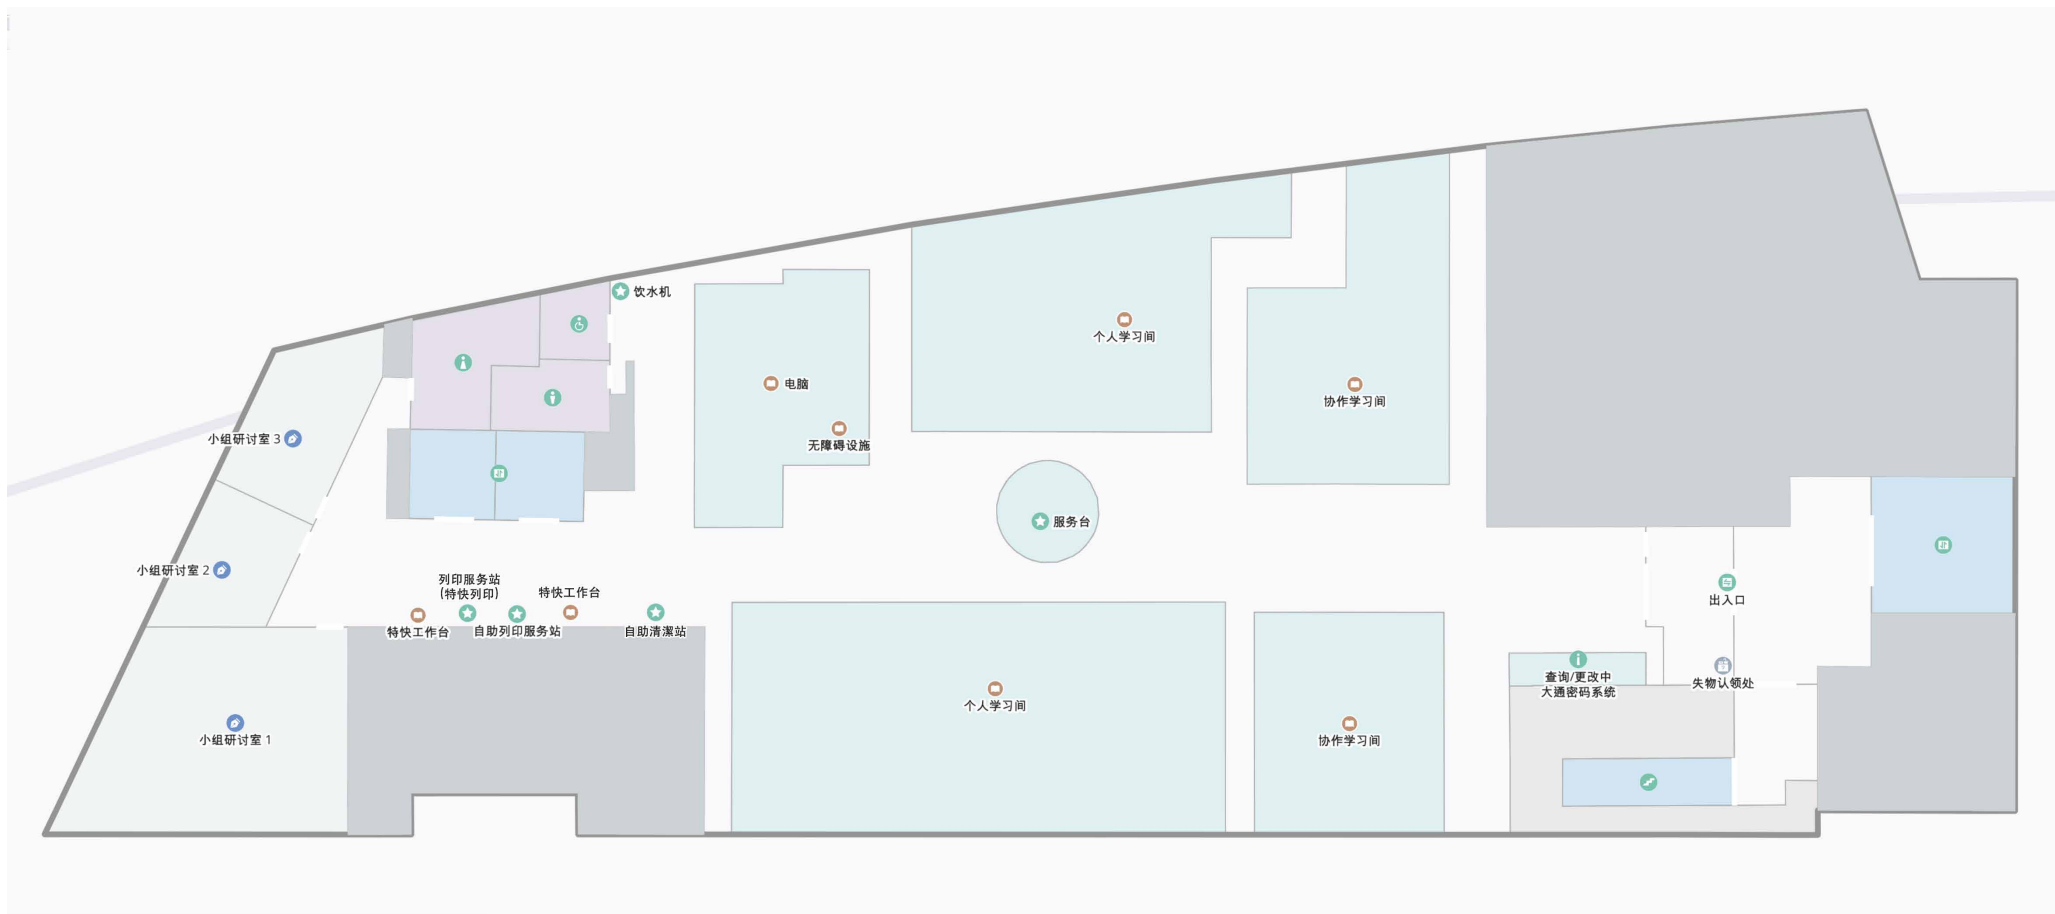 饮水机
个人学习间
电脑
协作学习间
小组研讨室 3
无障碍设施
服务台
小组研讨室 2
列印服务站
(特快列印)
特快工作台
出入口
特快工作台
自助列印服务站
自助清潔站
查询/更改中
大通密码系统
失物认领处
个人学习间
小组研讨室 1
协作学习间